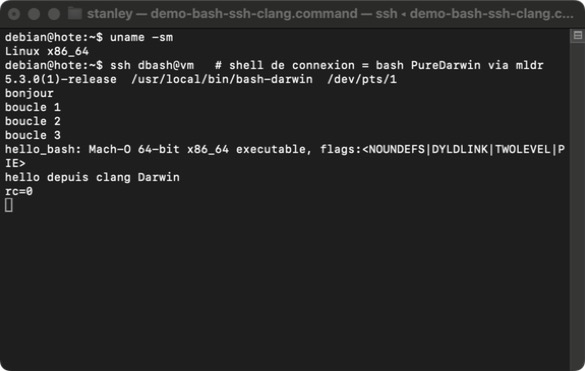 stanley — demo-bash-ssh-clang.command — ssh ◂ demo-bash-ssh-clang.c...
debian@hote:~$ uname -sm
Linux x86_64
debian@hote:~$ ssh dbash@vm   # shell de connexion = bash PureDarwin via mldr
5.3.0(1)-release  /usr/local/bin/bash-darwin  /dev/pts/1
bonjour
boucle 1
boucle 2
boucle 3
hello_bash: Mach-O 64-bit x86_64 executable, flags:<NOUNDEFS|DYLDLINK|TWOLEVEL|P
IE>
hello depuis clang Darwin
rc=0